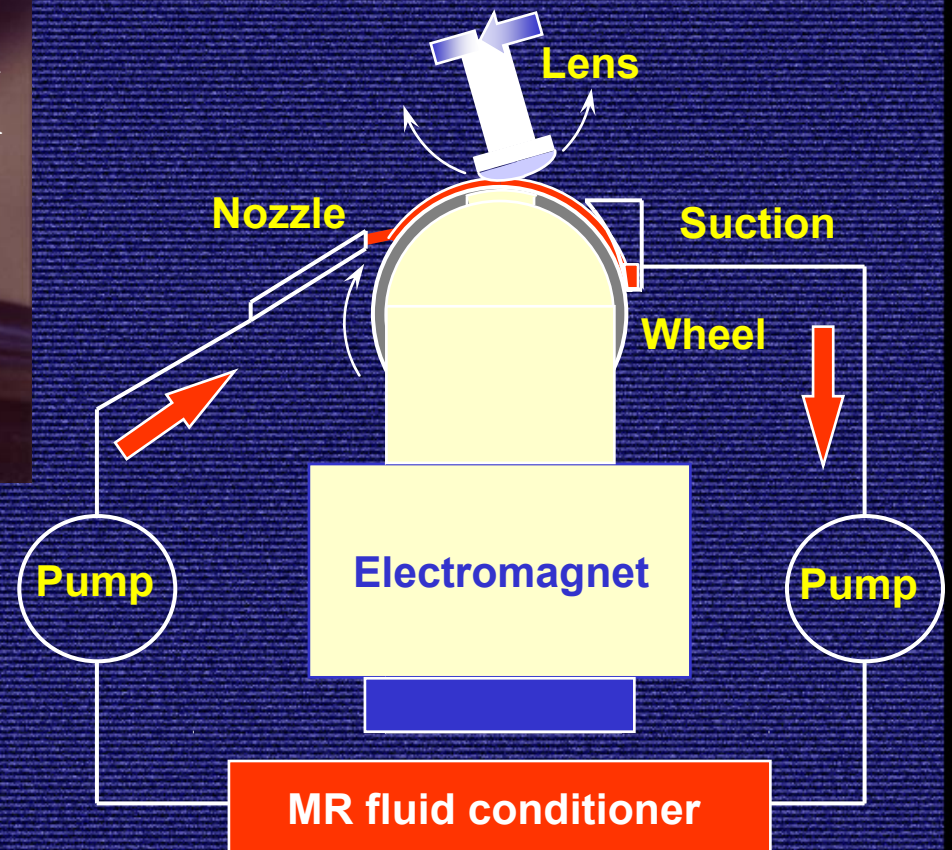 Lens
Nozzle
Suction
Wheel
Electromagnet
Pump
Pump
MR fluid conditioner